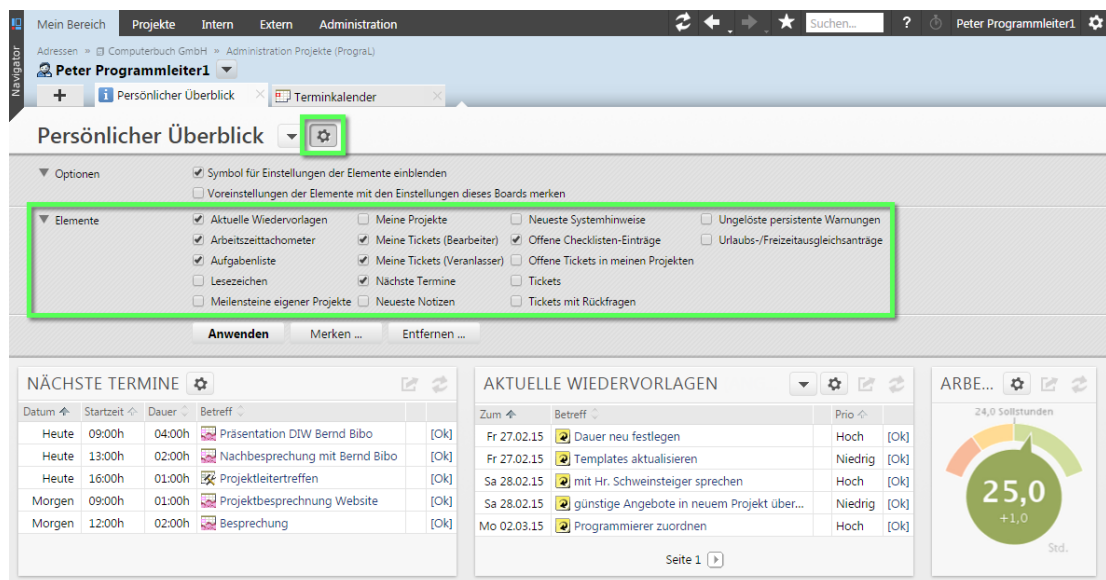 Mein Bereich Projekte Intern Extern Administration Suchen... ? Peter Programmleiter1
Navigator
Adressen » Computerbuch GmbH » Administration Projekte (PrograL)
Peter Programmleiter1
+ Persönlicher Überblick Terminkalender
Persönlicher Überblick
Optionen Symbol für Einstellungen der Elemente einblenden
Voreinstellungen der Elemente mit den Einstellungen dieses Boards merken
Elemente Aktuelle Wiedervorlagen Meine Projekte Neueste Systemhinweise Ungelöste persistente Warnungen
Arbeitszeittachometer Meine Tickets (Bearbeiter) Offene Checklisten-Einträge Urlaubs-/Freizeitausgleichsanträge
Aufgabenliste Meine Tickets (Veranlasser) Offene Tickets in meinen Projekten
Lesezeichen Nächste Termine Tickets
Meilensteine eigener Projekte Neueste Notizen Tickets mit Rückfragen
Anwenden Merken ... Entfernen ...
NÄCHSTE TERMINE
Datum Startzeit Dauer Betreff
Heute 09:00h 04:00h Präsentation DIW Bernd Bibo [Ok]
Heute 13:00h 02:00h Nachbesprechung mit Bernd Bibo [Ok]
Heute 16:00h 01:00h Projektleitertreffen [Ok]
Morgen 09:00h 01:00h Projektbesprechnung Website [Ok]
Morgen 12:00h 02:00h Besprechung [Ok]
AKTUELLE WIEDERVORLAGEN
Zum Betreff Prio
Fr 27.02.15 Dauer neu festlegen Hoch [Ok]
Fr 27.02.15 Templates aktualisieren Niedrig [Ok]
Sa 28.02.15 mit Hr. Schweinsteiger sprechen Hoch [Ok]
Sa 28.02.15 günstige Angebote in neuem Projekt über... Niedrig [Ok]
Mo 02.03.15 Programmierer zuordnen Hoch [Ok]
Seite 1
ARBE...
24,0 Sollstunden
25,0
+1,0
Std.